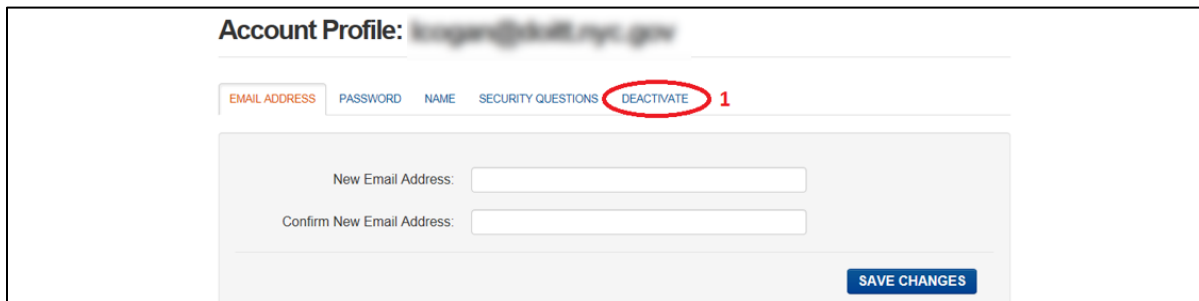 Account Profile:
EMAIL ADDRESS PASSWORD NAME SECURITY QUESTIONS DEACTIVATE 1
New Email Address:
Confirm New Email Address:
SAVE CHANGES